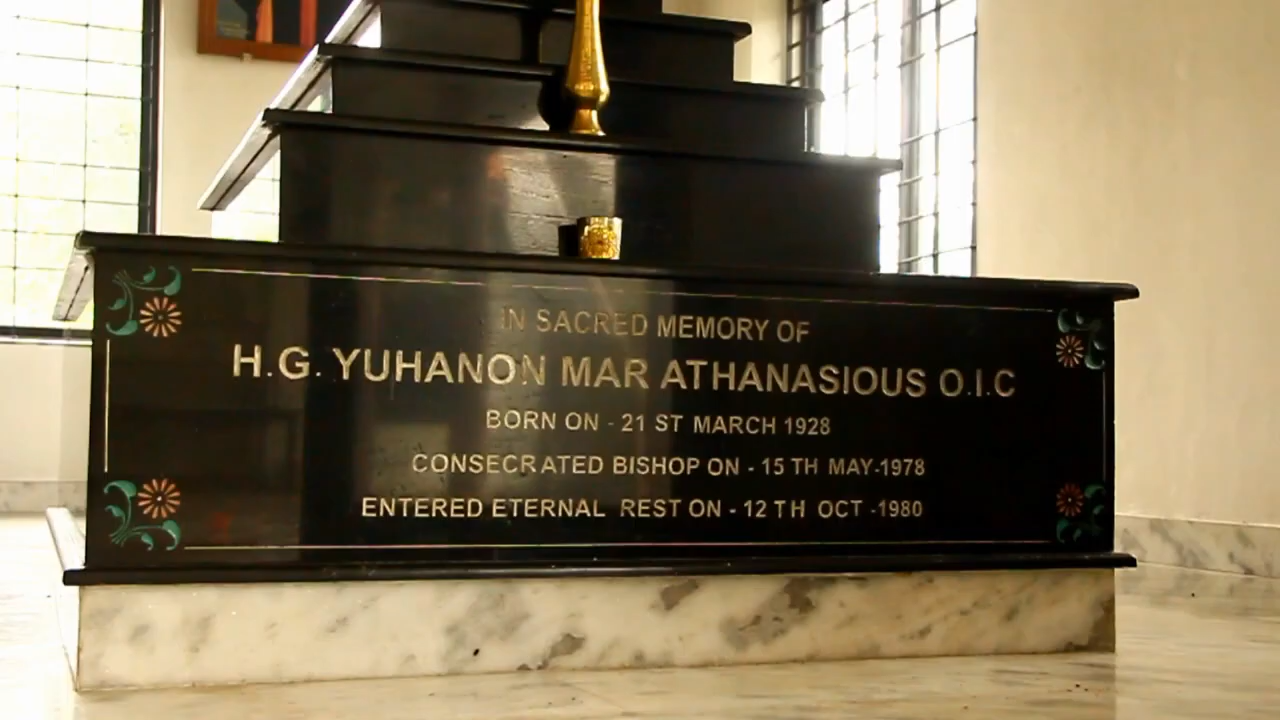 IN SACRED MEMORY OF
H.G. YUHANON MAR ATHANASIOUS O.I.C
BORN ON - 21 ST MARCH 1928
CONSECRATED BISHOP ON - 15 TH MAY-1978
ENTERED ETERNAL REST ON - 12 TH OCT -1980